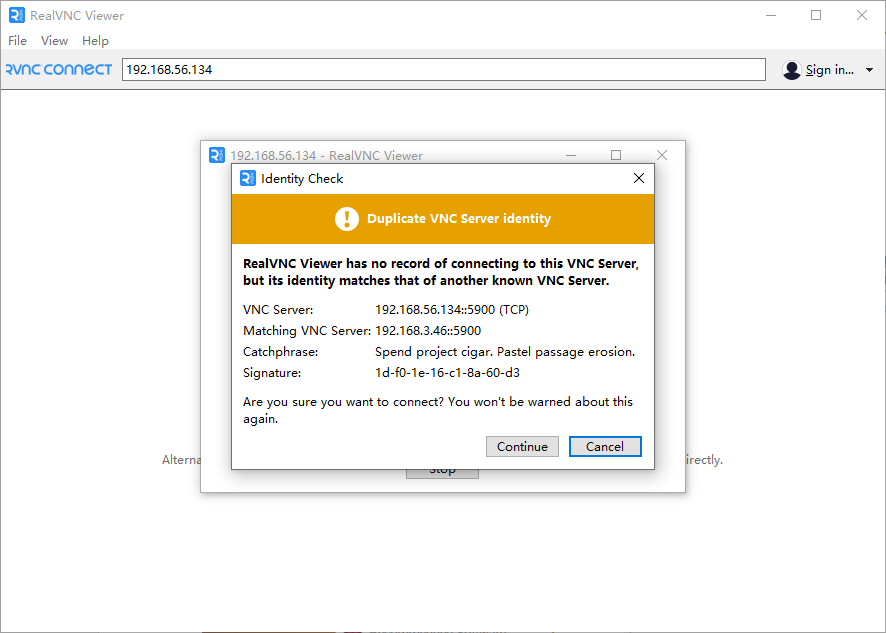 RealVNC Viewer
File View Help
RVNC CONNECT 192.168.56.134 Sign in...
192.168.56.134 - RealVNC Viewer
Identity Check
Duplicate VNC Server identity
RealVNC Viewer has no record of connecting to this VNC Server,
but its identity matches that of another known VNC Server.
VNC Server: 192.168.56.134::5900 (TCP)
Matching VNC Server: 192.168.3.46::5900
Catchphrase: Spend project cigar. Pastel passage erosion.
Signature: 1d-f0-1e-16-c1-8a-60-d3
Are you sure you want to connect? You won't be warned about this
again.
Continue Cancel
Stop